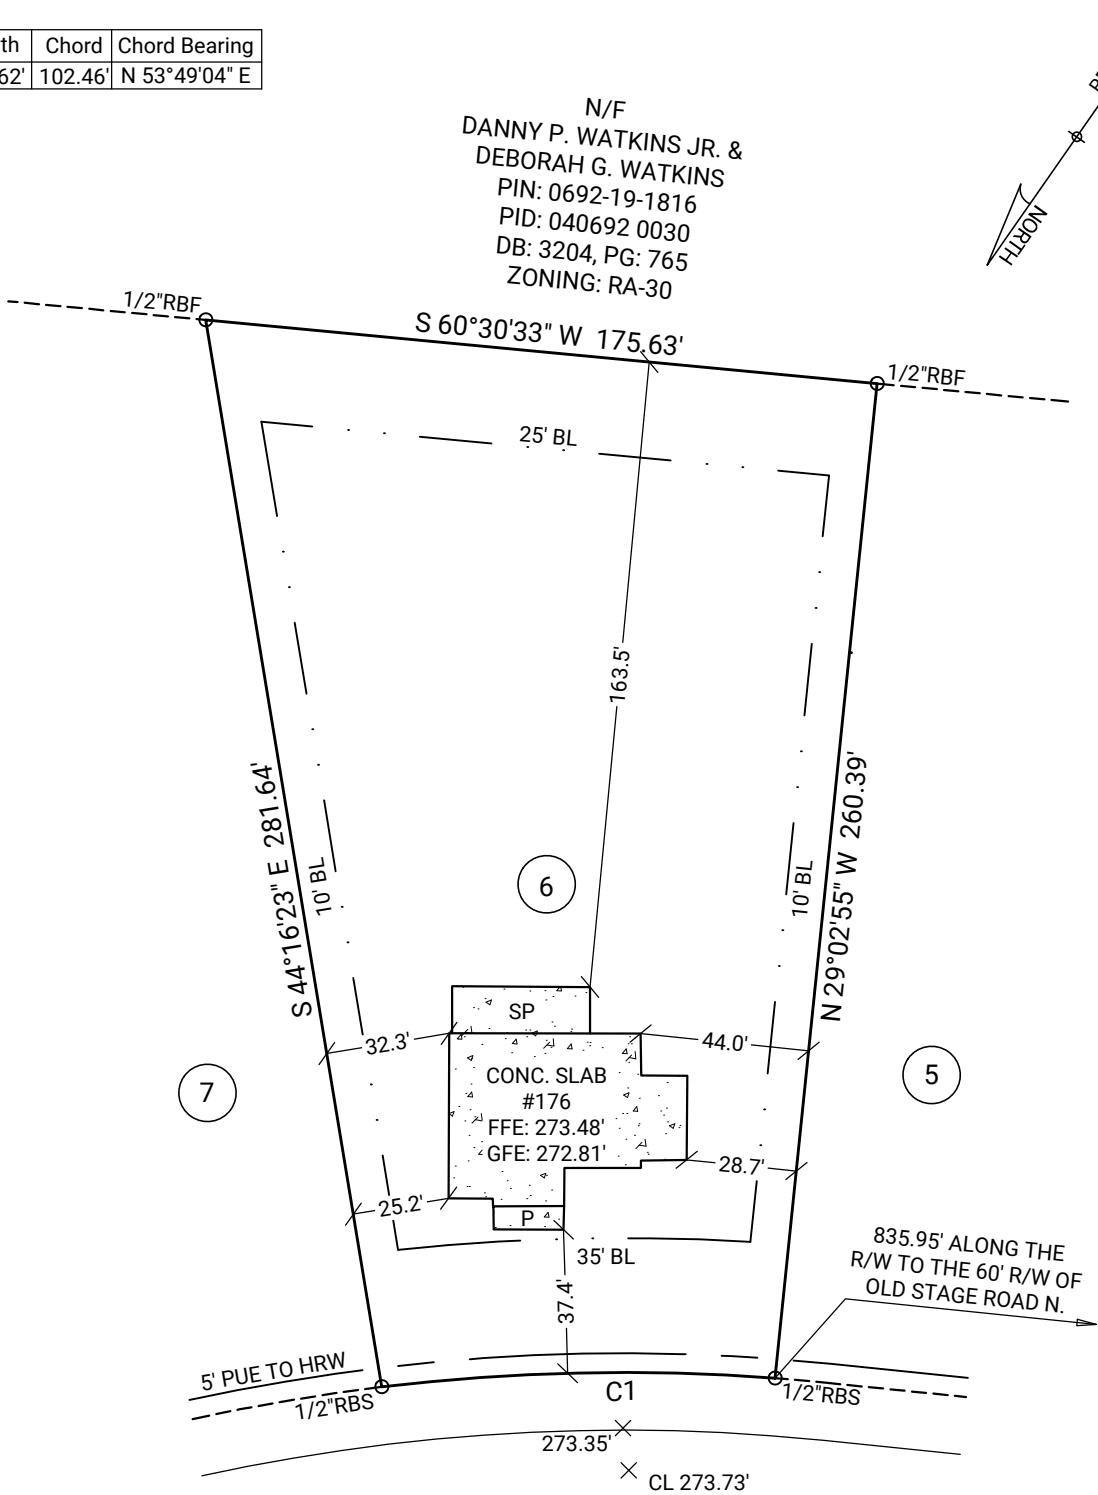 th Chord Chord Bearing
62' 102.46' N 53°49'04" E
N/F
DANNY P. WATKINS JR. &
DEBORAH G. WATKINS
PIN: 0692-19-1816
PID: 040692 0030
DB: 3204, PG: 765
ZONING: RA-30
NORTH
1/2"RBF
S 60°30'33" W 175.63'
1/2"RBF
25' BL
163.5'
S 44°16'23" E 281.64'
10' BL
10' BL
N 29°02'55" W 260.39'
6
SP
32.3'
44.0'
7
5
CONC. SLAB
#176
FFE: 273.48'
GFE: 272.81'
28.7'
25.2'
P
35' BL
37.4'
835.95' ALONG THE
R/W TO THE 60' R/W OF
OLD STAGE ROAD N.
5' PUE TO HRW
1/2"RBS
C1
1/2"RBS
273.35'
CL 273.73'